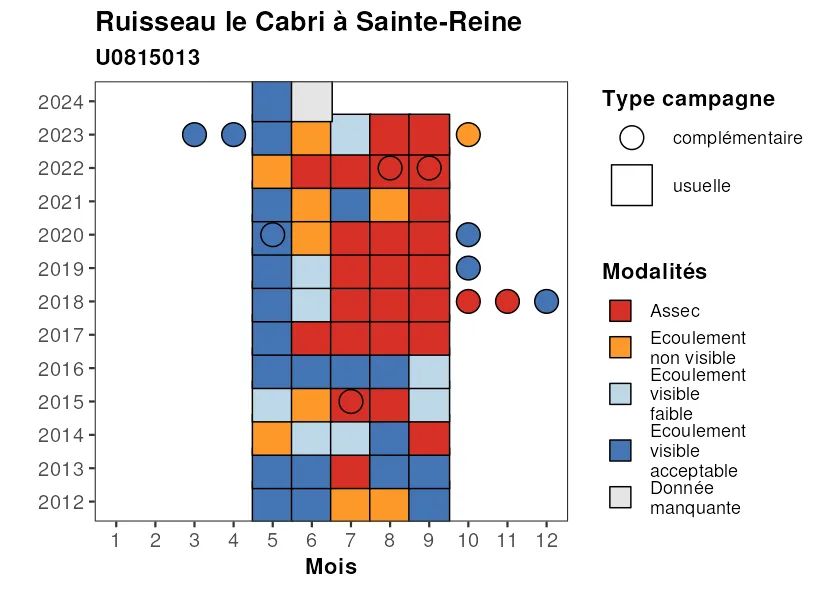 Ruisseau le Cabri à Sainte-Reine
U0815013
2024
2023
2022
2021
2020
2019
2018
2017
2016
2015
2014
2013
2012
1 2 3 4 5 6 7 8 9 10 11 12
Mois
Type campagne
complémentaire
usuelle
Modalités
Assec
Ecoulement
non visible
Ecoulement
visible
faible
Ecoulement
visible
acceptable
Donnée
manquante